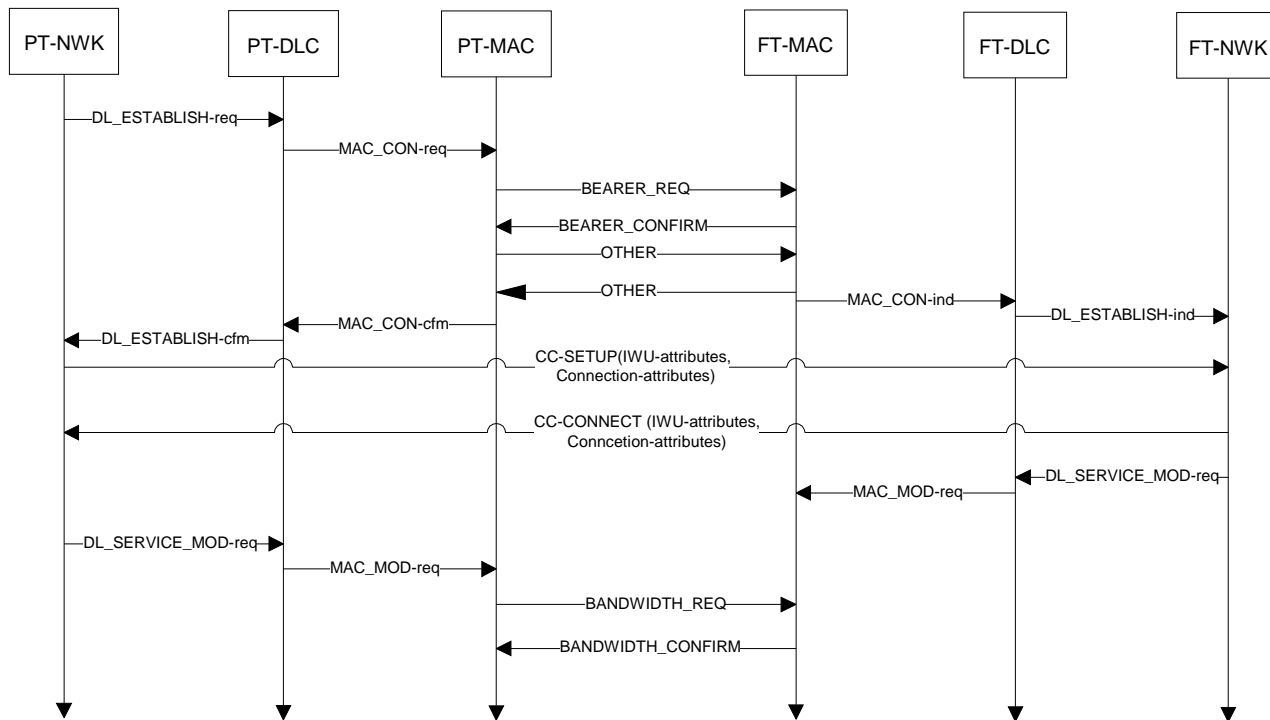 PT-NWK
PT-DLC
PT-MAC
FT-MAC
FT-DLC
FT-NWK
DL_ESTABLISH-req
MAC_CON-req
BEARER_REQ
BEARER_CONFIRM
OTHER
OTHER
MAC_CON-ind
DL_ESTABLISH-ind
MAC_CON-cfm
DL_ESTABLISH-cfm
CC-SETUP(IWU-attributes,
Connection-attributes)
CC-CONNECT (IWU-attributes,
Conncetion-attributes)
DL_SERVICE_MOD-req
MAC_MOD-req
DL_SERVICE_MOD-req
MAC_MOD-req
BANDWIDTH_REQ
BANDWIDTH_CONFIRM